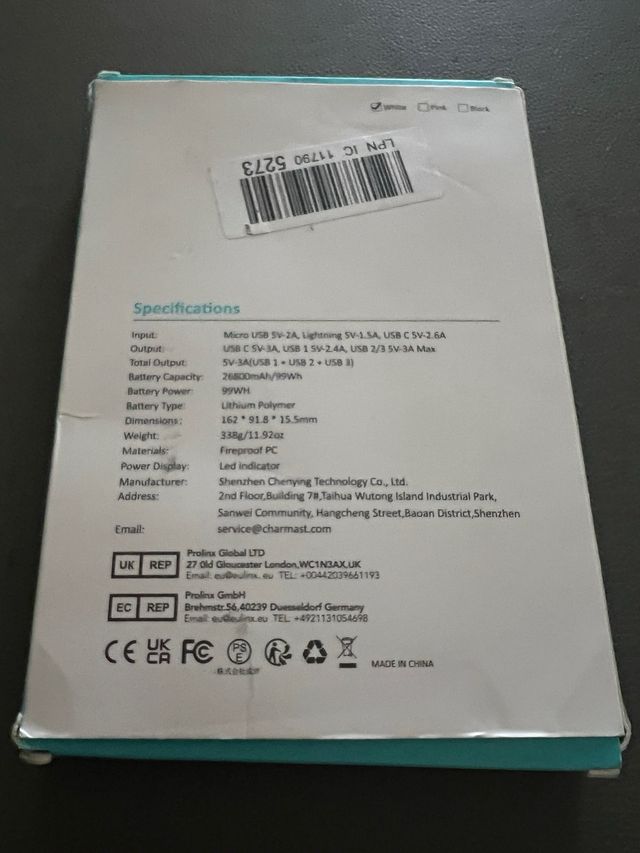 White Pink Black
LPN IC 11790 5273
Specifications
Input: Micro USB 5V-2A, Lightning 5V-1.5A, USB C 5V-2.6A
Output: USB C 5V-3A, USB 1 5V-2.4A, USB 2/3 5V-3A Max
Total Output: 5V-3A(USB 1 + USB 2 + USB 3)
Battery Capacity: 26800mAh/99Wh
Battery Power: 99WH
Battery Type: Lithium Polymer
Dimensions: 162 * 91.8 * 15.5mm
Weight: 338g/11.92oz
Materials: Fireproof PC
Power Display: Led indicator
Manufacturer: Shenzhen Chenying Technology Co., Ltd.
Address: 2nd Floor,Building 7#,Taihua Wutong Island Industrial Park,
Sanwei Community, Hangcheng Street,Baoan District,Shenzhen
Email: service@charmast.com
UK REP
Prolinx Global LTD
27 Old Gloucester London,WC1N3AX,UK
Email: eu@eulinx.eu TEL: +00442039661193
EC REP
Prolinx GmbH
Brehmstr.56,40239 Duesseldorf Germany
Email: eu@eulinx.eu TEL: +4921131054698
CE UK CA FC PS E MADE IN CHINA